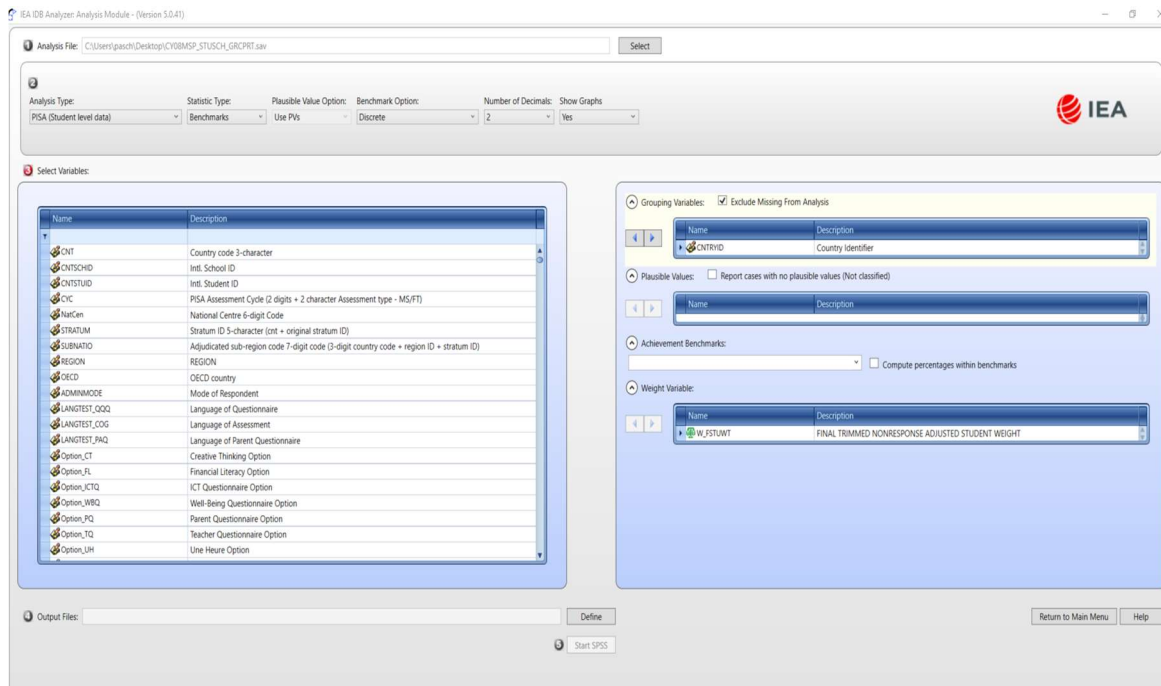 IEA IDB Analyzer: Analysis Module - (Version 5.0.41)
1 Analysis File: C:\Users\pasch\Desktop\CY08MSP_STUSCH_GRCPRT.sav Select
2
Analysis Type: Statistic Type: Plausible Value Option: Benchmark Option: Number of Decimals: Show Graphs
PISA (Student level data) Benchmarks Use PVs Discrete 2 Yes
IEA
3 Select Variables:
Name Description
CNT Country code 3-character
CNTSCHID Intl. School ID
CNTSTUID Intl. Student ID
CYC PISA Assessment Cycle (2 digits + 2 character Assessment type - MS/FT)
NatCen National Centre 6-digit Code
STRATUM Stratum ID 5-character (cnt + original stratum ID)
SUBNATIO Adjudicated sub-region code 7-digit code (3-digit country code + region ID + stratum ID)
REGION REGION
OECD OECD country
ADMINMODE Mode of Respondent
LANGTEST_QQQ Language of Questionnaire
LANGTEST_COG Language of Assessment
LANGTEST_PAQ Language of Parent Questionnaire
Option_CT Creative Thinking Option
Option_FL Financial Literacy Option
Option_ICTQ ICT Questionnaire Option
Option_WBQ Well-Being Questionnaire Option
Option_PQ Parent Questionnaire Option
Option_TQ Teacher Questionnaire Option
Option_UH Une Heure Option
Grouping Variables: Exclude Missing From Analysis
Name Description
CNTRYID Country Identifier
Plausible Values: Report cases with no plausible values (Not classified)
Name Description
Achievement Benchmarks:
Compute percentages within benchmarks
Weight Variable:
Name Description
W_FSTUWT FINAL TRIMMED NONRESPONSE ADJUSTED STUDENT WEIGHT
4 Output Files: Define
Return to Main Menu Help
5 Start SPSS